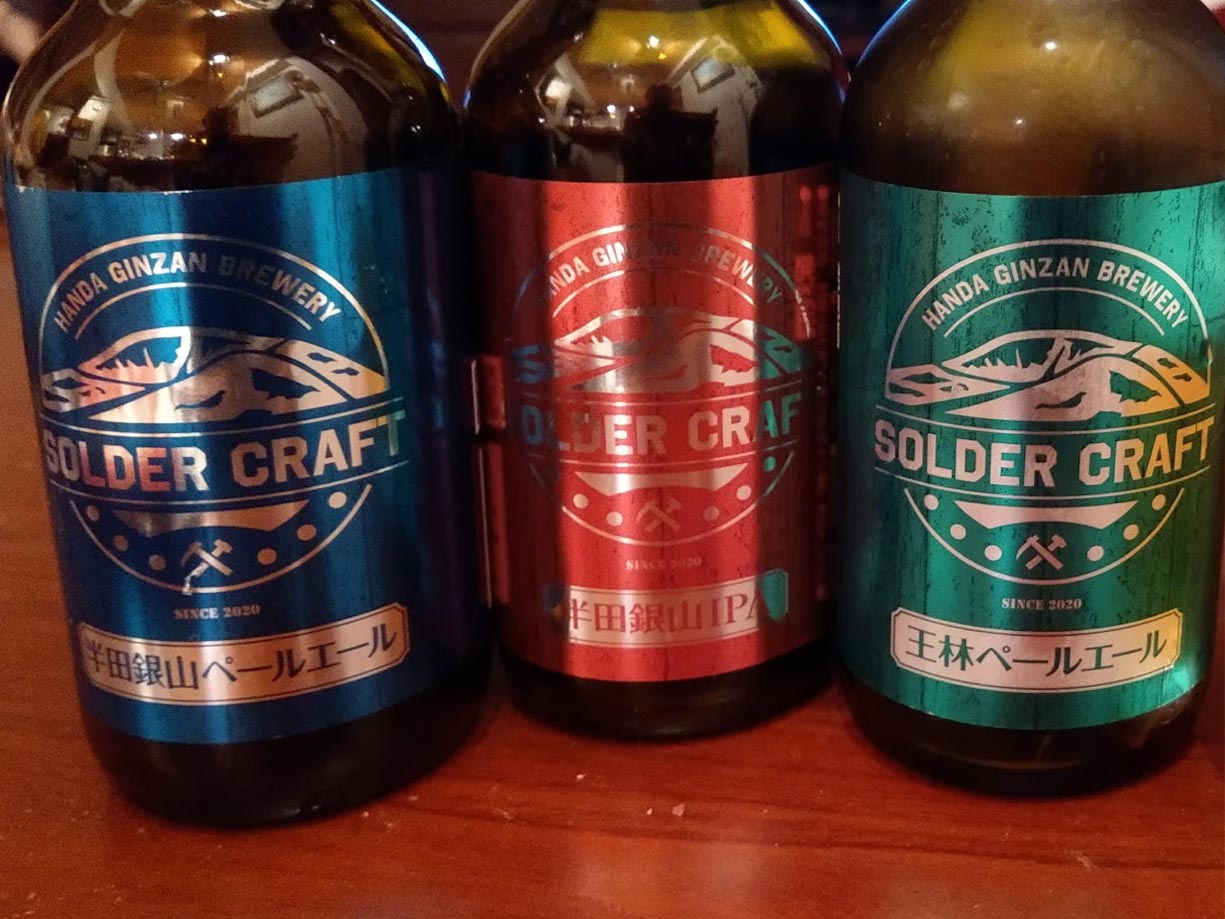 HANDA GINZAN BREWERY
SOLDER CRAFT
SINCE 2020
半田銀山ペールエール
HANDA GINZAN BREWERY
OLDER CRAF
SINCE 2020
半田銀山IPA
HANDA GINZAN BREWERY
SOLDER CRAFT
SINCE 2020
王林ペールエール